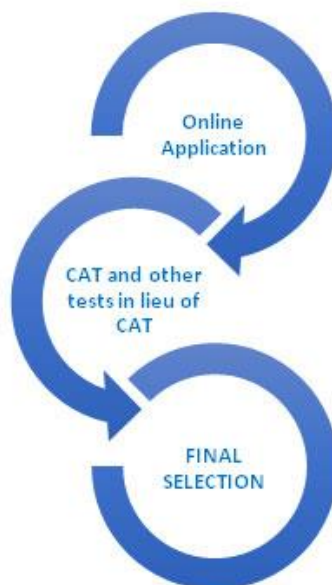 Online
Application
CAT and other
tests in lieu of
CAT
FINAL
SELECTION